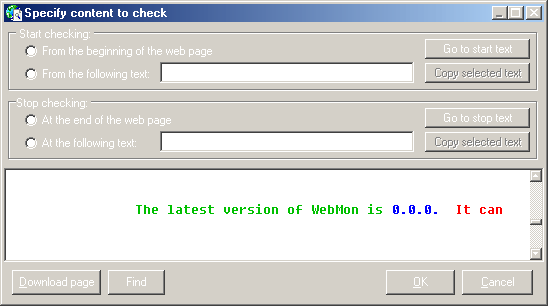 Specify content to check
Start checking:
From the beginning of the web page
Go to start text
From the following text:
Copy selected text
Stop checking:
At the end of the web page
Go to stop text
At the following text:
Copy selected text
The latest version of WebMon is 0.0.0. It can
Download page
Find
OK
Cancel